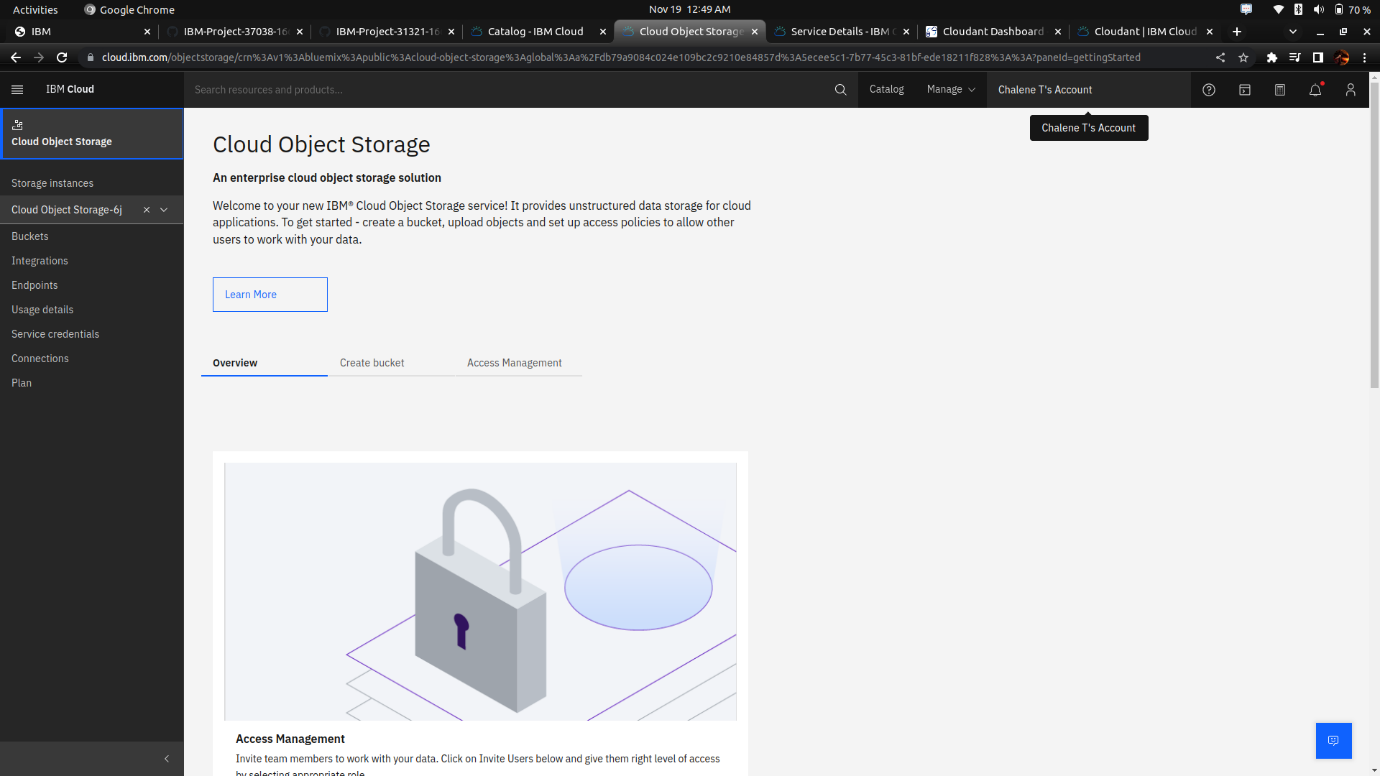 Activities
Google Chrome
Nov 19 12:49 AM
70 %
IBM
IBM-Project-37038-16
IBM-Project-31321-16
Catalog - IBM Cloud
Cloud Object Storage
Service Details - IBM C
Cloudant Dashboard
Cloudant | IBM Cloud
cloud.ibm.com/objectstorage/crn%3Av1%3Abluemix%3Apublic%3Acloud-object-storage%3Aglobal%3Aa%2Fdb79a9084c024e109bc2c9210e84857d%3A5ecee5c1-7b77-45c3-81bf-ede18211f828%3A%3A?paneId=gettingStarted
IBM Cloud
Search resources and products...
Catalog
Manage
Chalene T's Account
Chalene T's Account
Cloud Object Storage
Storage instances
Cloud Object Storage-6j
Buckets
Integrations
Endpoints
Usage details
Service credentials
Connections
Plan
Cloud Object Storage
An enterprise cloud object storage solution
Welcome to your new IBM® Cloud Object Storage service! It provides unstructured data storage for cloud
applications. To get started - create a bucket, upload objects and set up access policies to allow other
users to work with your data.
Learn More
Overview
Create bucket
Access Management
Access Management
Invite team members to work with your data. Click on Invite Users below and give them right level of access
by selecting appropriate role